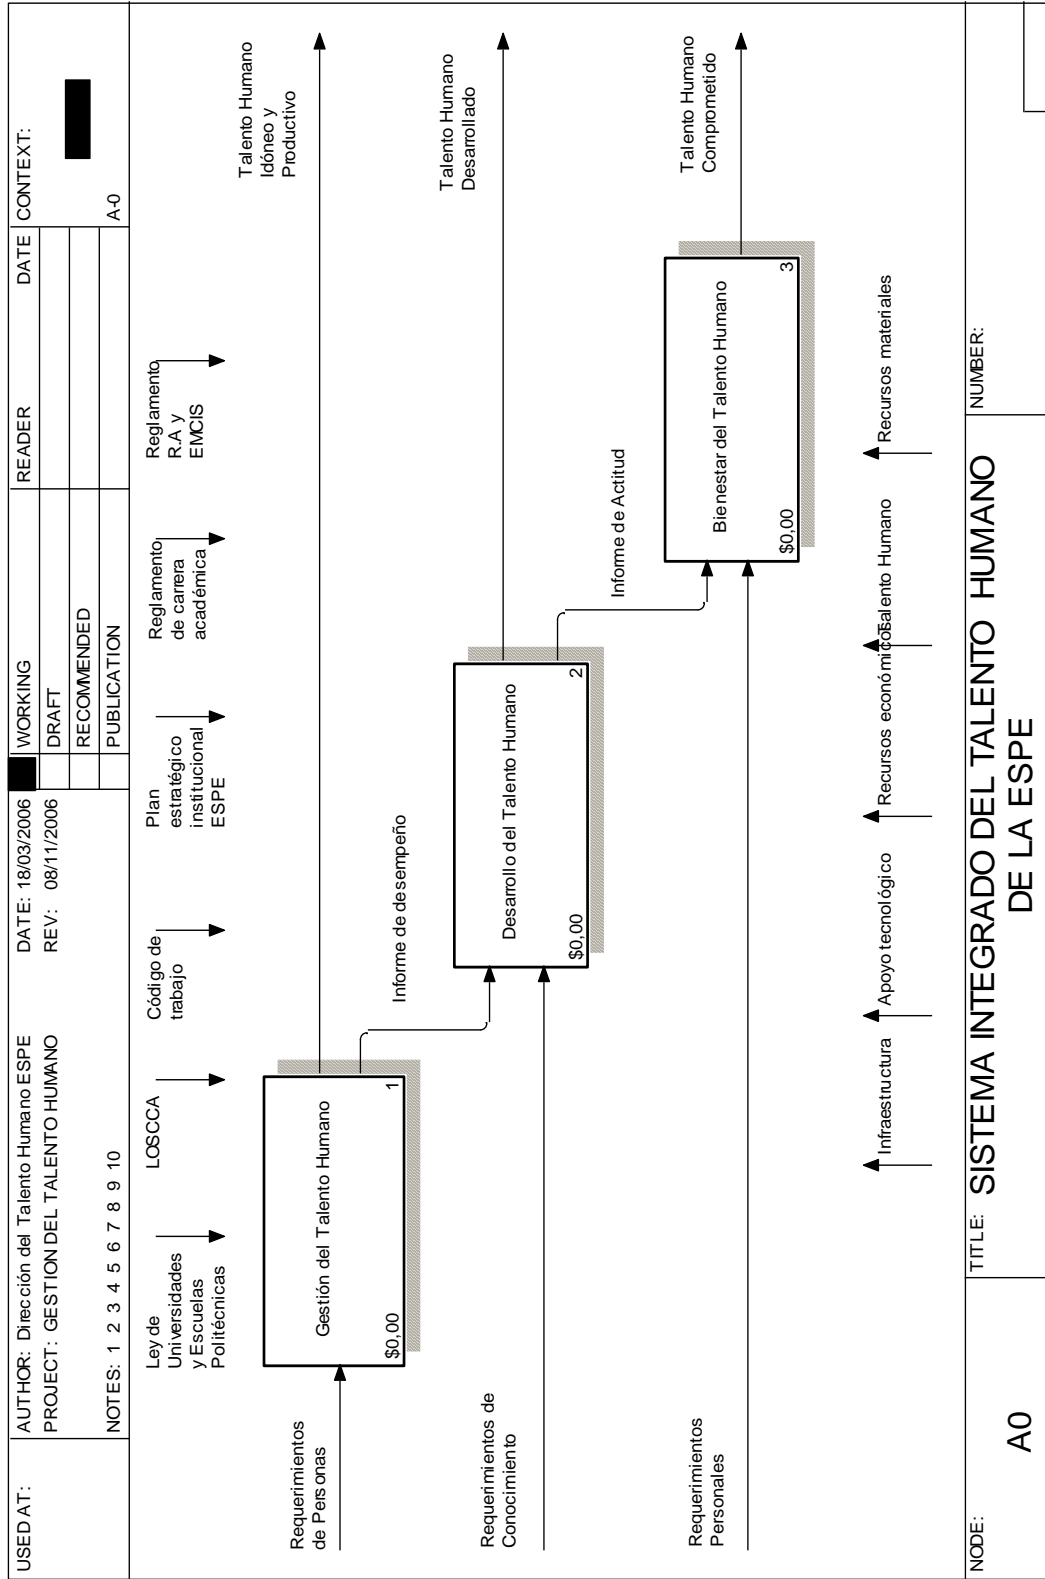 USED AT:
AUTHOR: Dirección del Talento Humano ESPE
DATE: 18/03/2006
PROJECT: GESTION DEL TALENTO HUMANO
REV: 08/11/2006
NOTES: 1 2 3 4 5 6 7 8 9 10
WORKING
DRAFT
RECOMMENDED
PUBLICATION
READER
DATE
CONTEXT:
A-0
Ley de
Universidades
y Escuelas
Politécnicas
LOSCCA
Código de
trabajo
Plan
estratégico
institucional
ESPE
Reglamento
de carrera
académica
Reglamento
R.A y
EMCIS
Requerimientos
de Personas
Gestión del Talento Humano
$0,00
1
Talento Humano
Idóneo y
Productivo
Informe de desempeño
Requerimientos de
Conocimiento
Desarrollo del Talento Humano
$0,00
2
Talento Humano
Desarrollado
Informe de Actitud
Requerimientos
Personales
Bienestar del Talento Humano
$0,00
3
Talento Humano
Comprometido
Infraestructura
Apoyo tecnológico
Recursos económicos
Talento Humano
Recursos materiales
NODE:
A0
TITLE:
SISTEMA INTEGRADO DEL TALENTO HUMANO
DE LA ESPE
NUMBER: